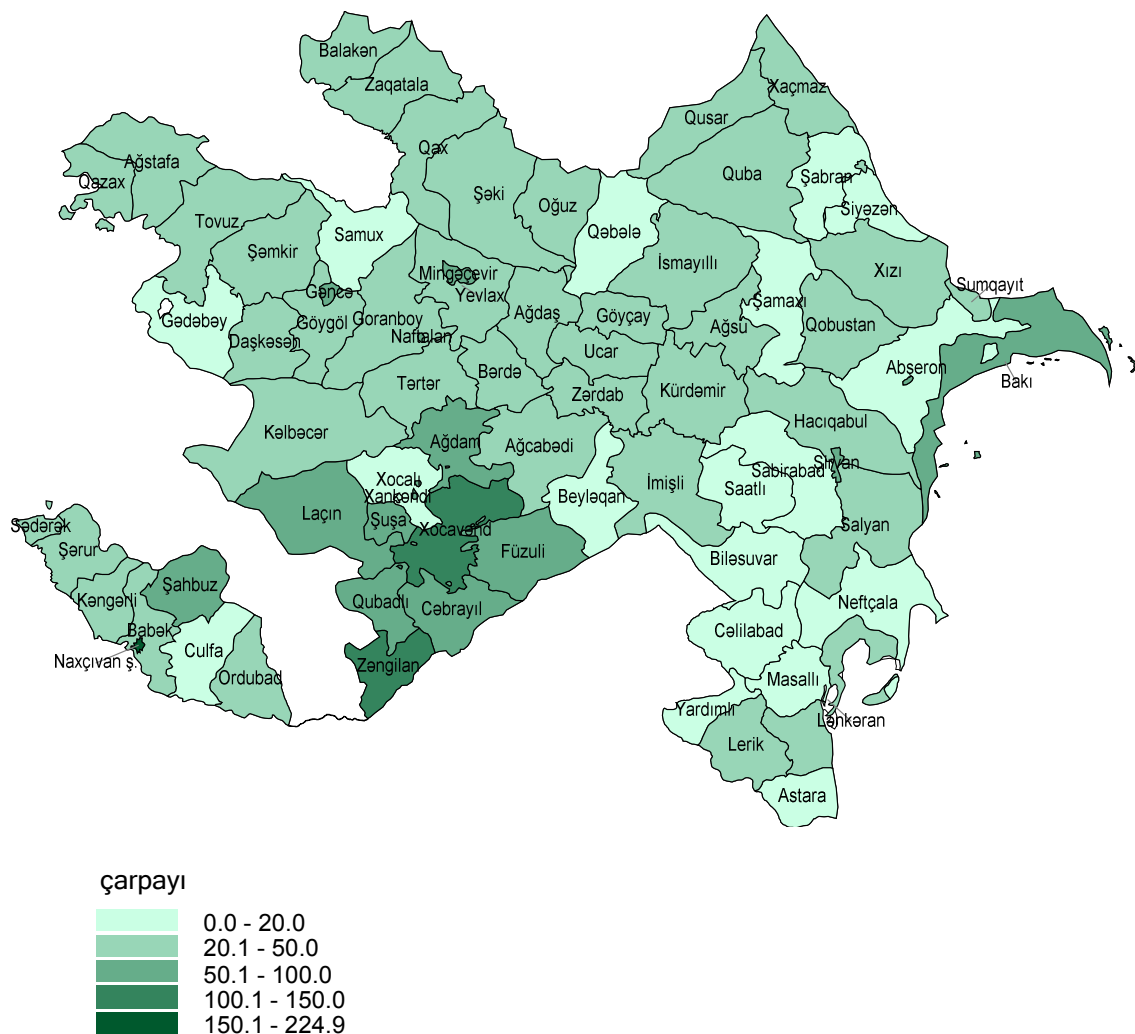 Balakən
Zaqatala
Xaçmaz
Qusar
Qax
Ağstafa
Qazax
Quba
Şabran
Şəki
Oğuz
Siyəzən
Tovuz
Samux
Qəbələ
Şəmkir
İsmayıllı
Xızı
Mingəçevir
Sumqayıt
Gəncə
Yevlax
Şamaxı
Gədəbəy
Göygöl
Goranboy
Ağdaş
Göyçay
Ağsu
Qobustan
Daşkəsən
Naftalan
Ucar
Bərdə
Abşeron
Tərtər
Zərdab
Kürdəmir
Bakı
Kəlbəcər
Ağdam
Ağcabədi
Hacıqabul
Xocalı
Sabirabad
Şirvan
Xankəndi
Beyləqan
İmişli
Saatlı
Laçın
Şuşa
Xocavənd
Salyan
Sədərək
Şərur
Füzuli
Biləsuvar
Şahbuz
Kəngərli
Qubadlı
Cəbrayıl
Neftçala
Babək
Cəlilabad
Culfa
Naxçıvan ş.
Zəngilan
Ordubad
Masallı
Yardımlı
Lənkəran
Lerik
Astara
çarpayı
0.0 - 20.0
20.1 - 50.0
50.1 - 100.0
100.1 - 150.0
150.1 - 224.9